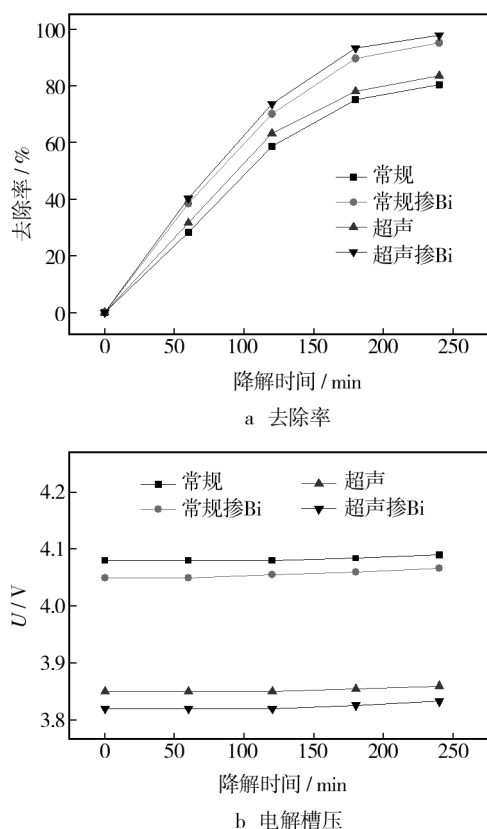 100
80
60
40
20
0
去除率 / %
常规
常规掺Bi
超声
超声掺Bi
0 50 100 150 200 250
降解时间 / min
a 去除率
常规 超声
常规掺Bi 超声掺Bi
4.2
4.1
4.0
3.9
3.8
U / V
0 50 100 150 200 250
降解时间 / min
b 电解槽压